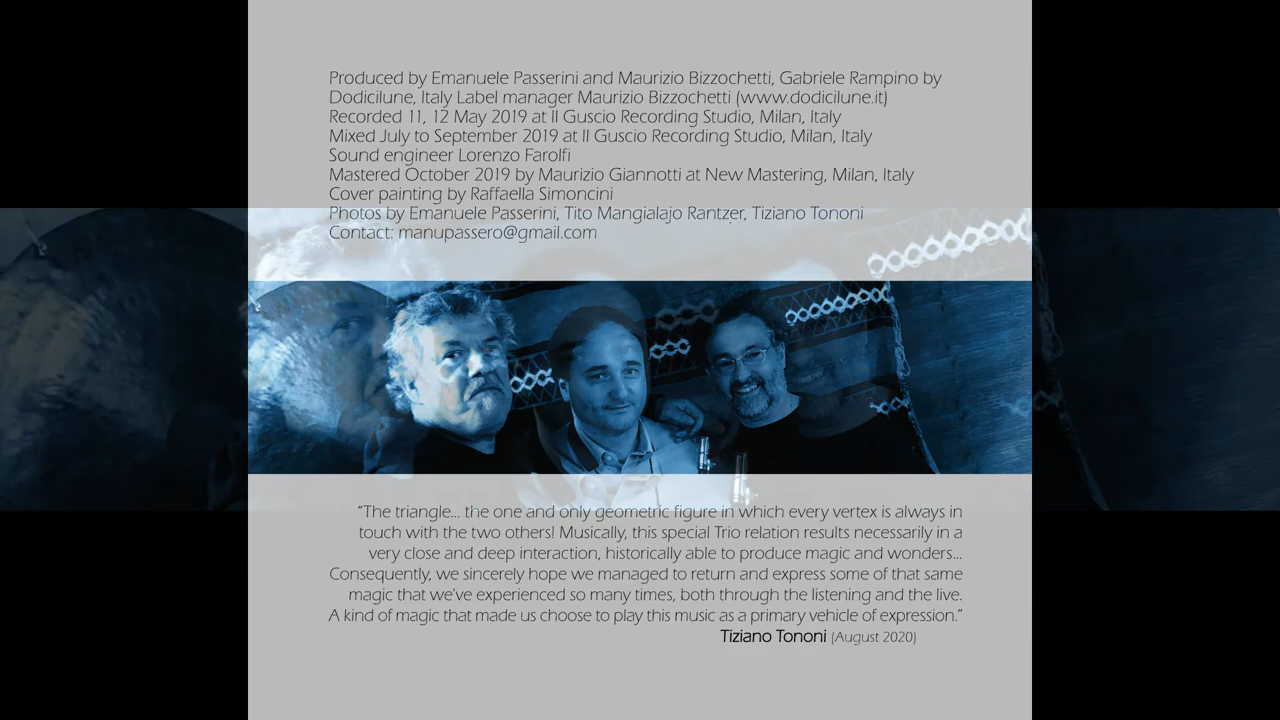 Produced by Emanuele Passerini and Maurizio Bizzochetti, Gabriele Rampino by
Dodicilune, Italy Label manager Maurizio Bizzochetti (www.dodicilune.it)
Recorded 11, 12 May 2019 at Il Guscio Recording Studio, Milan, Italy
Mixed July to September 2019 at Il Guscio Recording Studio, Milan, Italy
Sound engineer Lorenzo Farolfi
Mastered October 2019 by Maurizio Giannotti at New Mastering, Milan, Italy
Cover painting by Raffaella Simoncini
Photos by Emanuele Passerini, Tito Mangialajo Rantzer, Tiziano Tononi
Contact: manupassero@gmail.com
“The triangle... the one and only geometric figure in which every vertex is always in
touch with the two others! Musically, this special Trio relation results necessarily in a
very close and deep interaction, historically able to produce magic and wonders...
Consequently, we sincerely hope we managed to return and express some of that same
magic that we've experienced so many times, both through the listening and the live.
A kind of magic that made us choose to play this music as a primary vehicle of expression.”
Tiziano Tononi (August 2020)